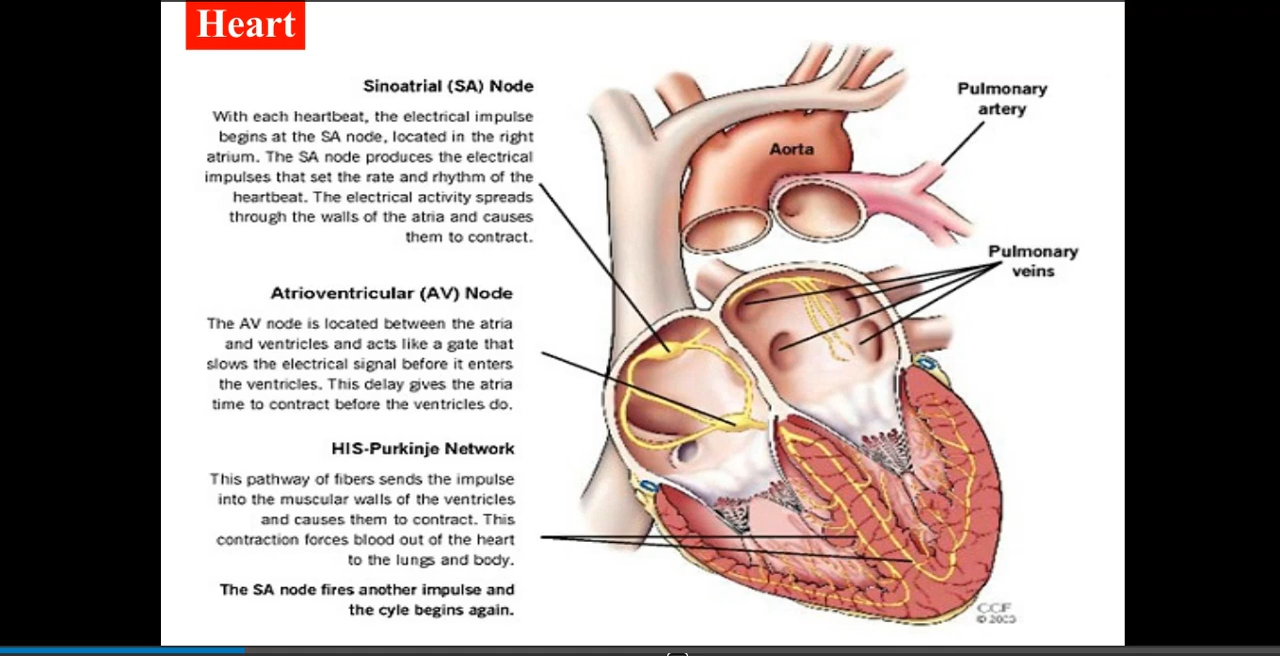 Heart
Sinoatrial (SA) Node
With each heartbeat, the electrical impulse
begins at the SA node, located in the right
atrium. The SA node produces the electrical
impulses that set the rate and rhythm of the
heartbeat. The electrical activity spreads
through the walls of the atria and causes
them to contract.
Atrioventricular (AV) Node
The AV node is located between the atria
and ventricles and acts like a gate that
slows the electrical signal before it enters
the ventricles. This delay gives the atria
time to contract before the ventricles do.
HIS-Purkinje Network
This pathway of fibers sends the impulse
into the muscular walls of the ventricles
and causes them to contract. This
contraction forces blood out of the heart
to the lungs and body.
The SA node fires another impulse and
the cyle begins again.
Aorta
Pulmonary
artery
Pulmonary
veins
CCF
© 2003